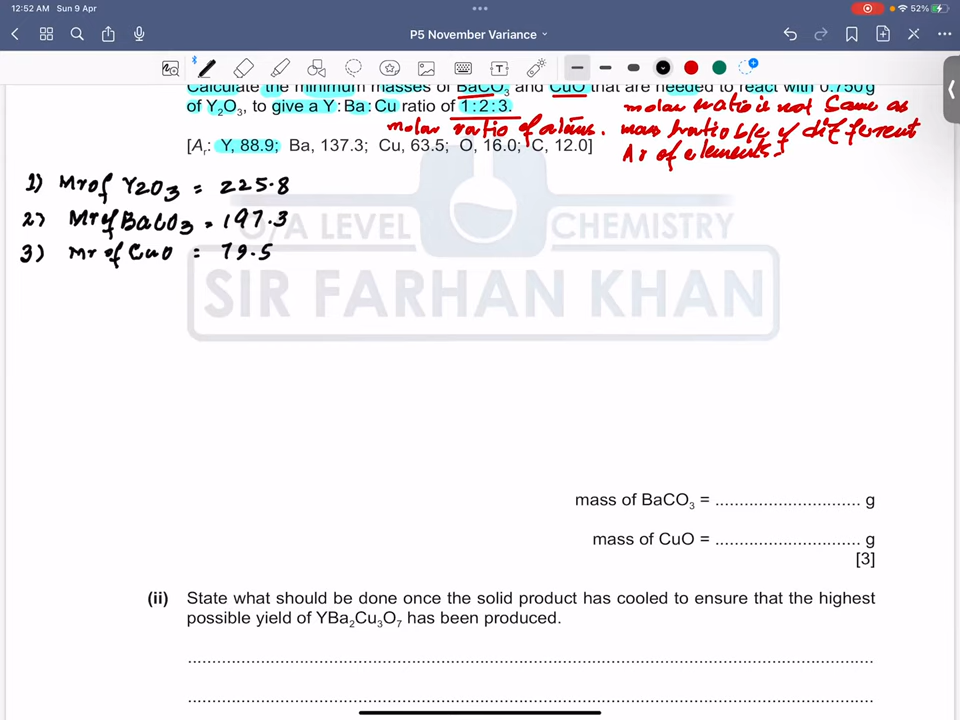 12:52 AM Sun 9 Apr
52%
P5 November Variance
Calculate the minimum masses of BaCO₃ and CuO that are needed to react with 0.750g
of Y₂O₃, to give a Y : Ba : Cu ratio of 1 : 2 : 3.
molar ratio is not same as
molar ratio of atoms. mass ratio b/c of different
Ar of elements.
[Aᵣ: Y, 88.9; Ba, 137.3; Cu, 63.5; O, 16.0; C, 12.0]
1) Mr of Y2O3 = 225.8
2) Mr of BaCO3 = 197.3
3) Mr of CuO = 79.5
O/A LEVEL CHEMISTRY
SIR FARHAN KHAN
mass of BaCO₃ = .............................. g
mass of CuO = .............................. g
[3]
(ii) State what should be done once the solid product has cooled to ensure that the highest
possible yield of YBa₂Cu₃O₇ has been produced.